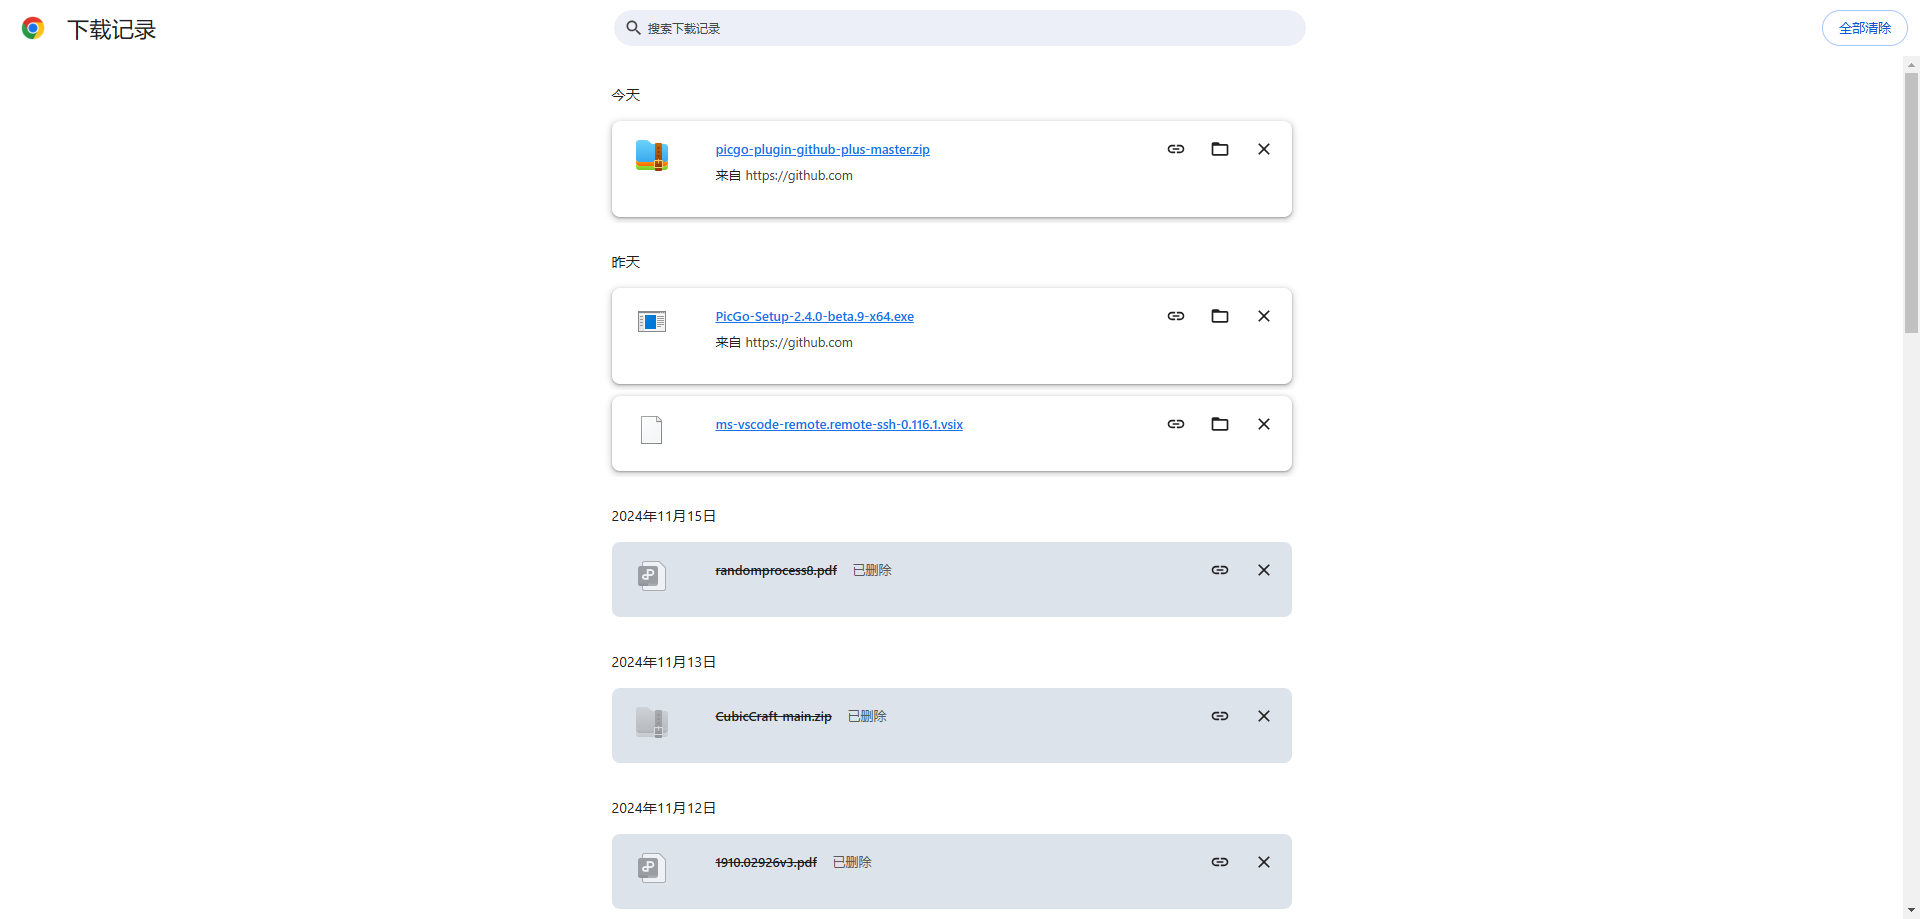 下载记录
搜索下载记录
全部清除
今天
picgo-plugin-github-plus-master.zip
来自 https://github.com
昨天
PicGo-Setup-2.4.0-beta.9-x64.exe
来自 https://github.com
ms-vscode-remote.remote-ssh-0.116.1.vsix
2024年11月15日
randomprocess8.pdf 已删除
2024年11月13日
CubicCraft-main.zip 已删除
2024年11月12日
1910.02926v3.pdf 已删除